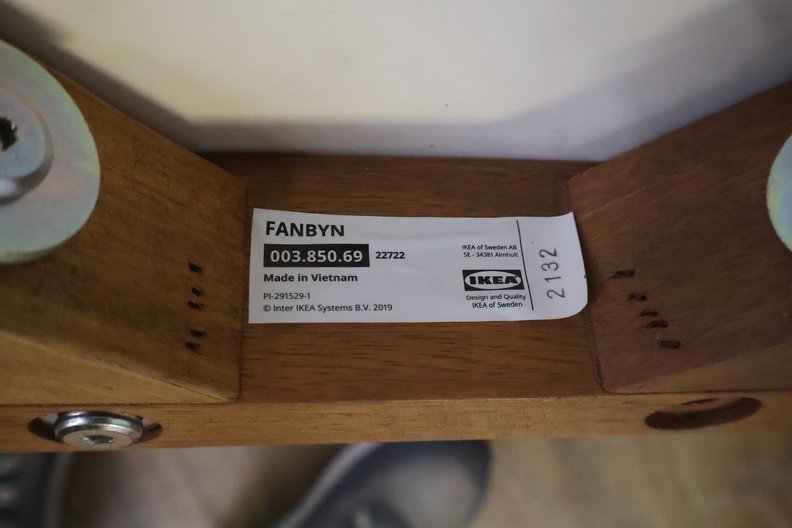 FANBYN
003.850.69 22722
Made in Vietnam
PI-291529-1
© Inter IKEA Systems B.V. 2019
IKEA of Sweden AB
SE - 34381 Älmhult
IKEA
Design and Quality
IKEA of Sweden
2132